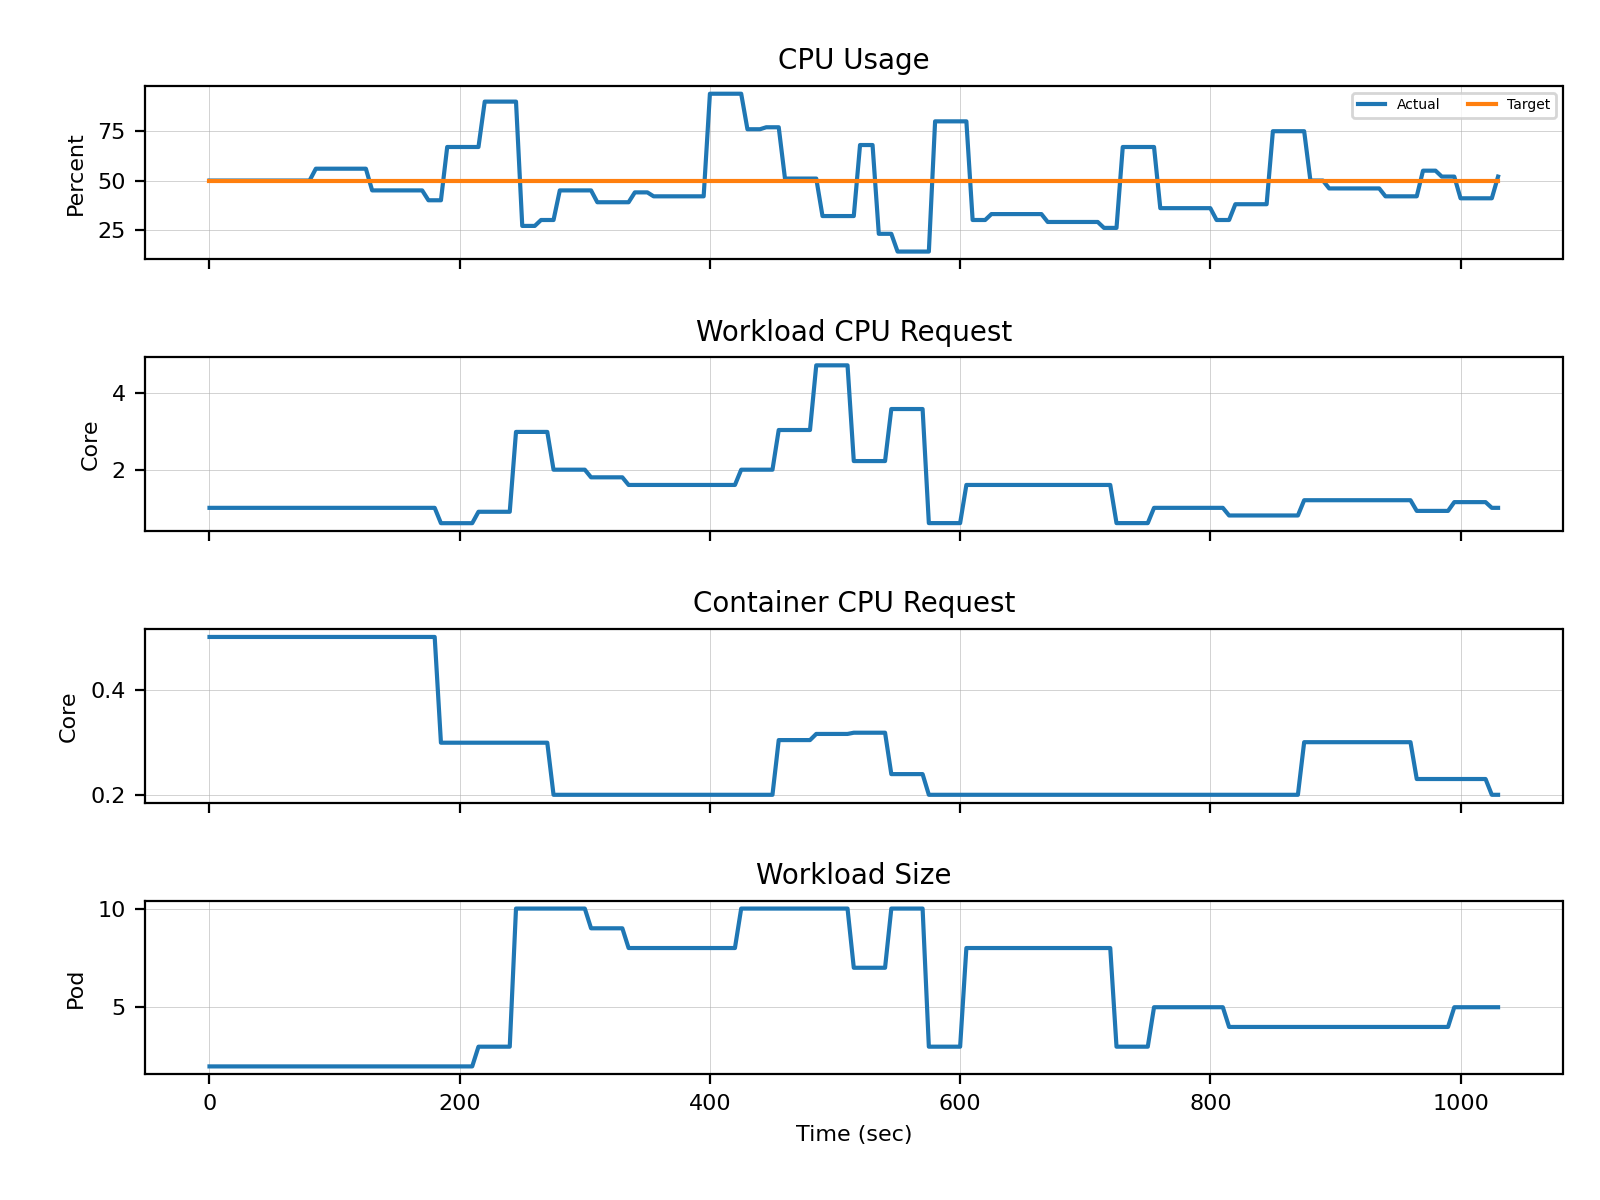 CPU Usage
Percent
75
50
25
Actual
Target
Workload CPU Request
Core
4
2
Container CPU Request
Core
0.4
0.2
Workload Size
Pod
10
5
0 200 400 600 800 1000
Time (sec)